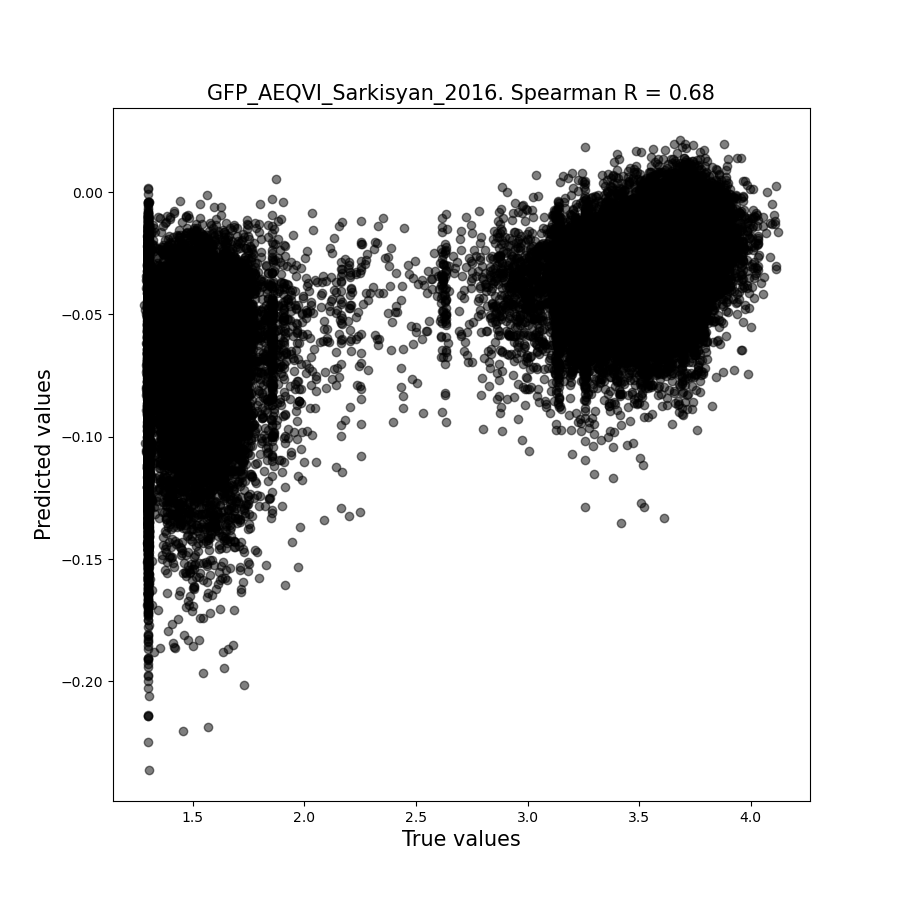 GFP_AEQVI_Sarkisyan_2016. Spearman R = 0.68
0.00
−0.05
−0.10
−0.15
−0.20
Predicted values
1.5 2.0 2.5 3.0 3.5 4.0
True values